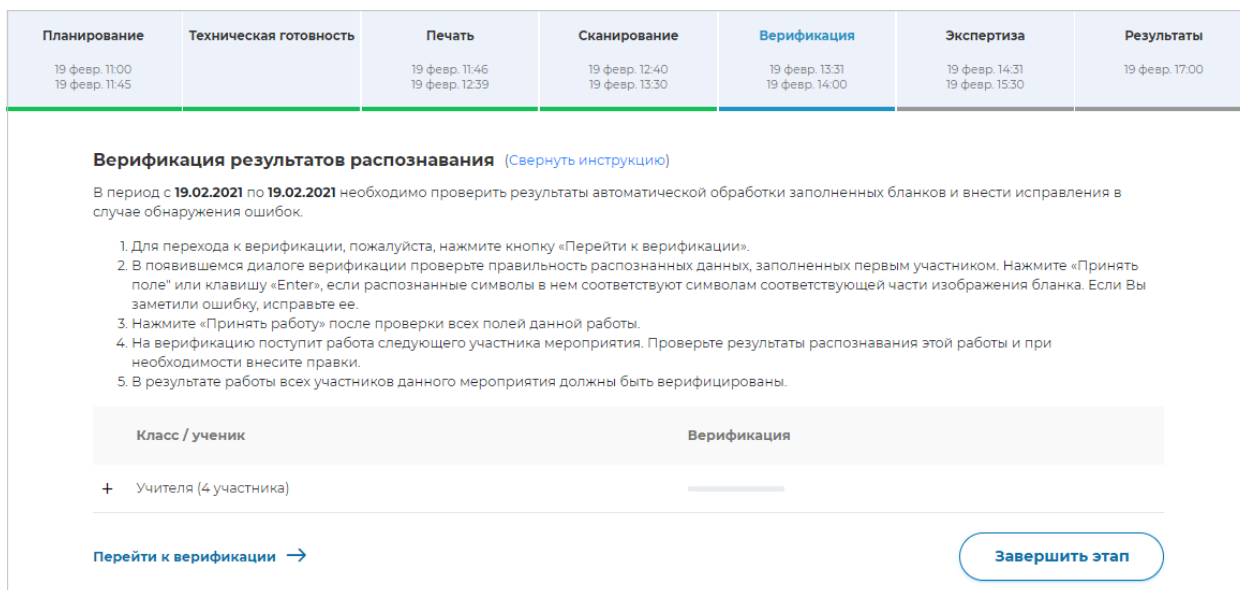 Планирование Техническая готовность Печать Сканирование Верификация Экспертиза Результаты
19 февр. 11:00 19 февр. 11:46 19 февр. 12:40 19 февр. 13:31 19 февр. 14:31 19 февр. 17:00
19 февр. 11:45 19 февр. 12:39 19 февр. 13:30 19 февр. 14:00 19 февр. 15:30
Верификация результатов распознавания (Свернуть инструкцию)
В период с 19.02.2021 по 19.02.2021 необходимо проверить результаты автоматической обработки заполненных бланков и внести исправления в
случае обнаружения ошибок.
1. Для перехода к верификации, пожалуйста, нажмите кнопку «Перейти к верификации».
2. В появившемся диалоге верификации проверьте правильность распознанных данных, заполненных первым участником. Нажмите «Принять
поле" или клавишу «Enter», если распознанные символы в нем соответствуют символам соответствующей части изображения бланка. Если Вы
заметили ошибку, исправьте ее.
3. Нажмите «Принять работу» после проверки всех полей данной работы.
4. На верификацию поступит работа следующего участника мероприятия. Проверьте результаты распознавания этой работы и при
необходимости внесите правки.
5. В результате работы всех участников данного мероприятия должны быть верифицированы.
Класс / ученик Верификация
+ Учителя (4 участника)
Перейти к верификации → Завершить этап